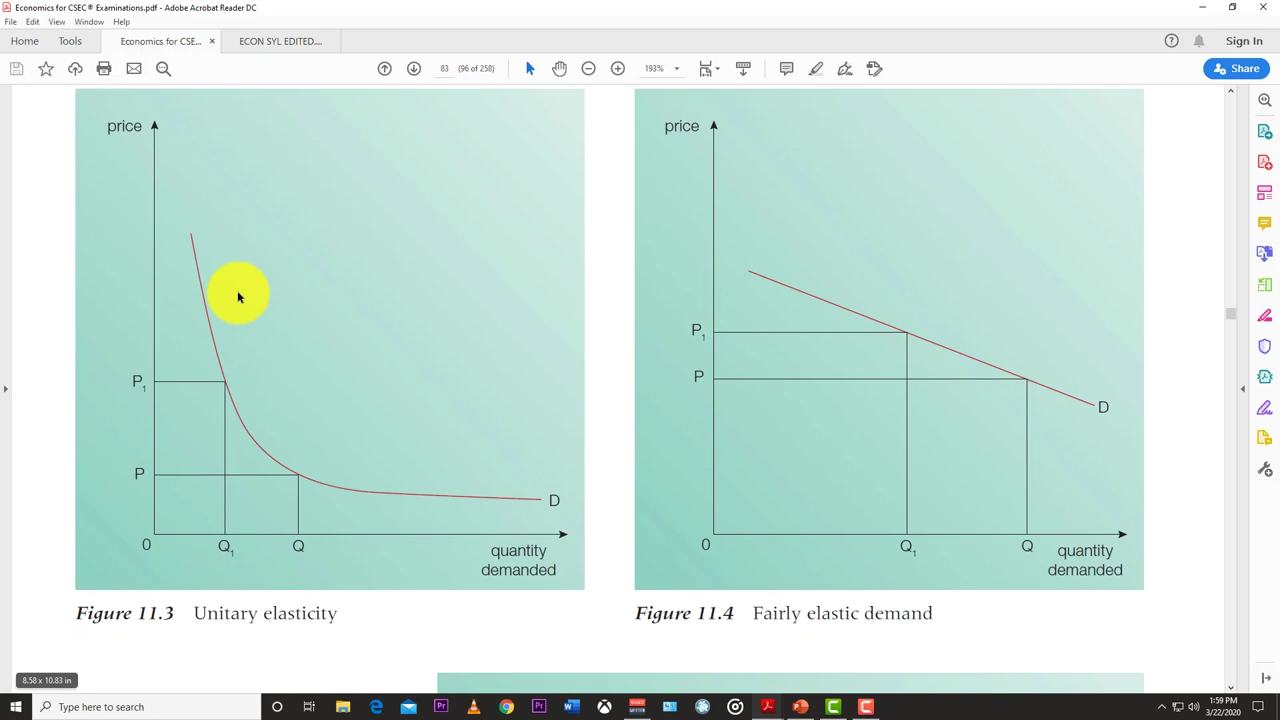 Economics for CSEC® Examinations.pdf - Adobe Acrobat Reader DC
File Edit View Window Help
Home Tools Economics for CSE... × ECON SYL EDITED.... Sign In
83 (96 of 258) 193% Share
price
P1
P
0 Q1 Q quantity
demanded
D
Figure 11.3 Unitary elasticity
price
P1
P
D
0 Q1 Q quantity
demanded
Figure 11.4 Fairly elastic demand
8.58 x 10.83 in
Type here to search
1:59 PM
3/22/2020